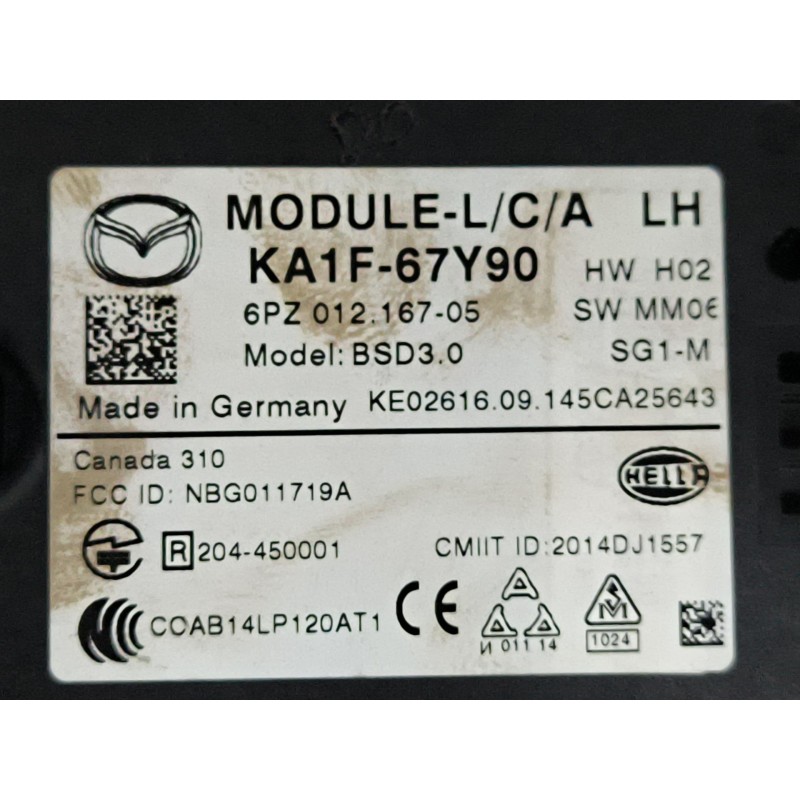 MODULE-L/C/A LH
KA1F-67Y90 HW H02
6PZ 012.167-05 SW MM06
Model: BSD3.0 SG1-M
Made in Germany KE02616.09.145CA25643
Canada 310
FCC ID: NBG011719A
HELLA
R 204-450001 CMIIT ID:2014DJ1557
CCAB14LP120AT1 CE
И 011 14
1024